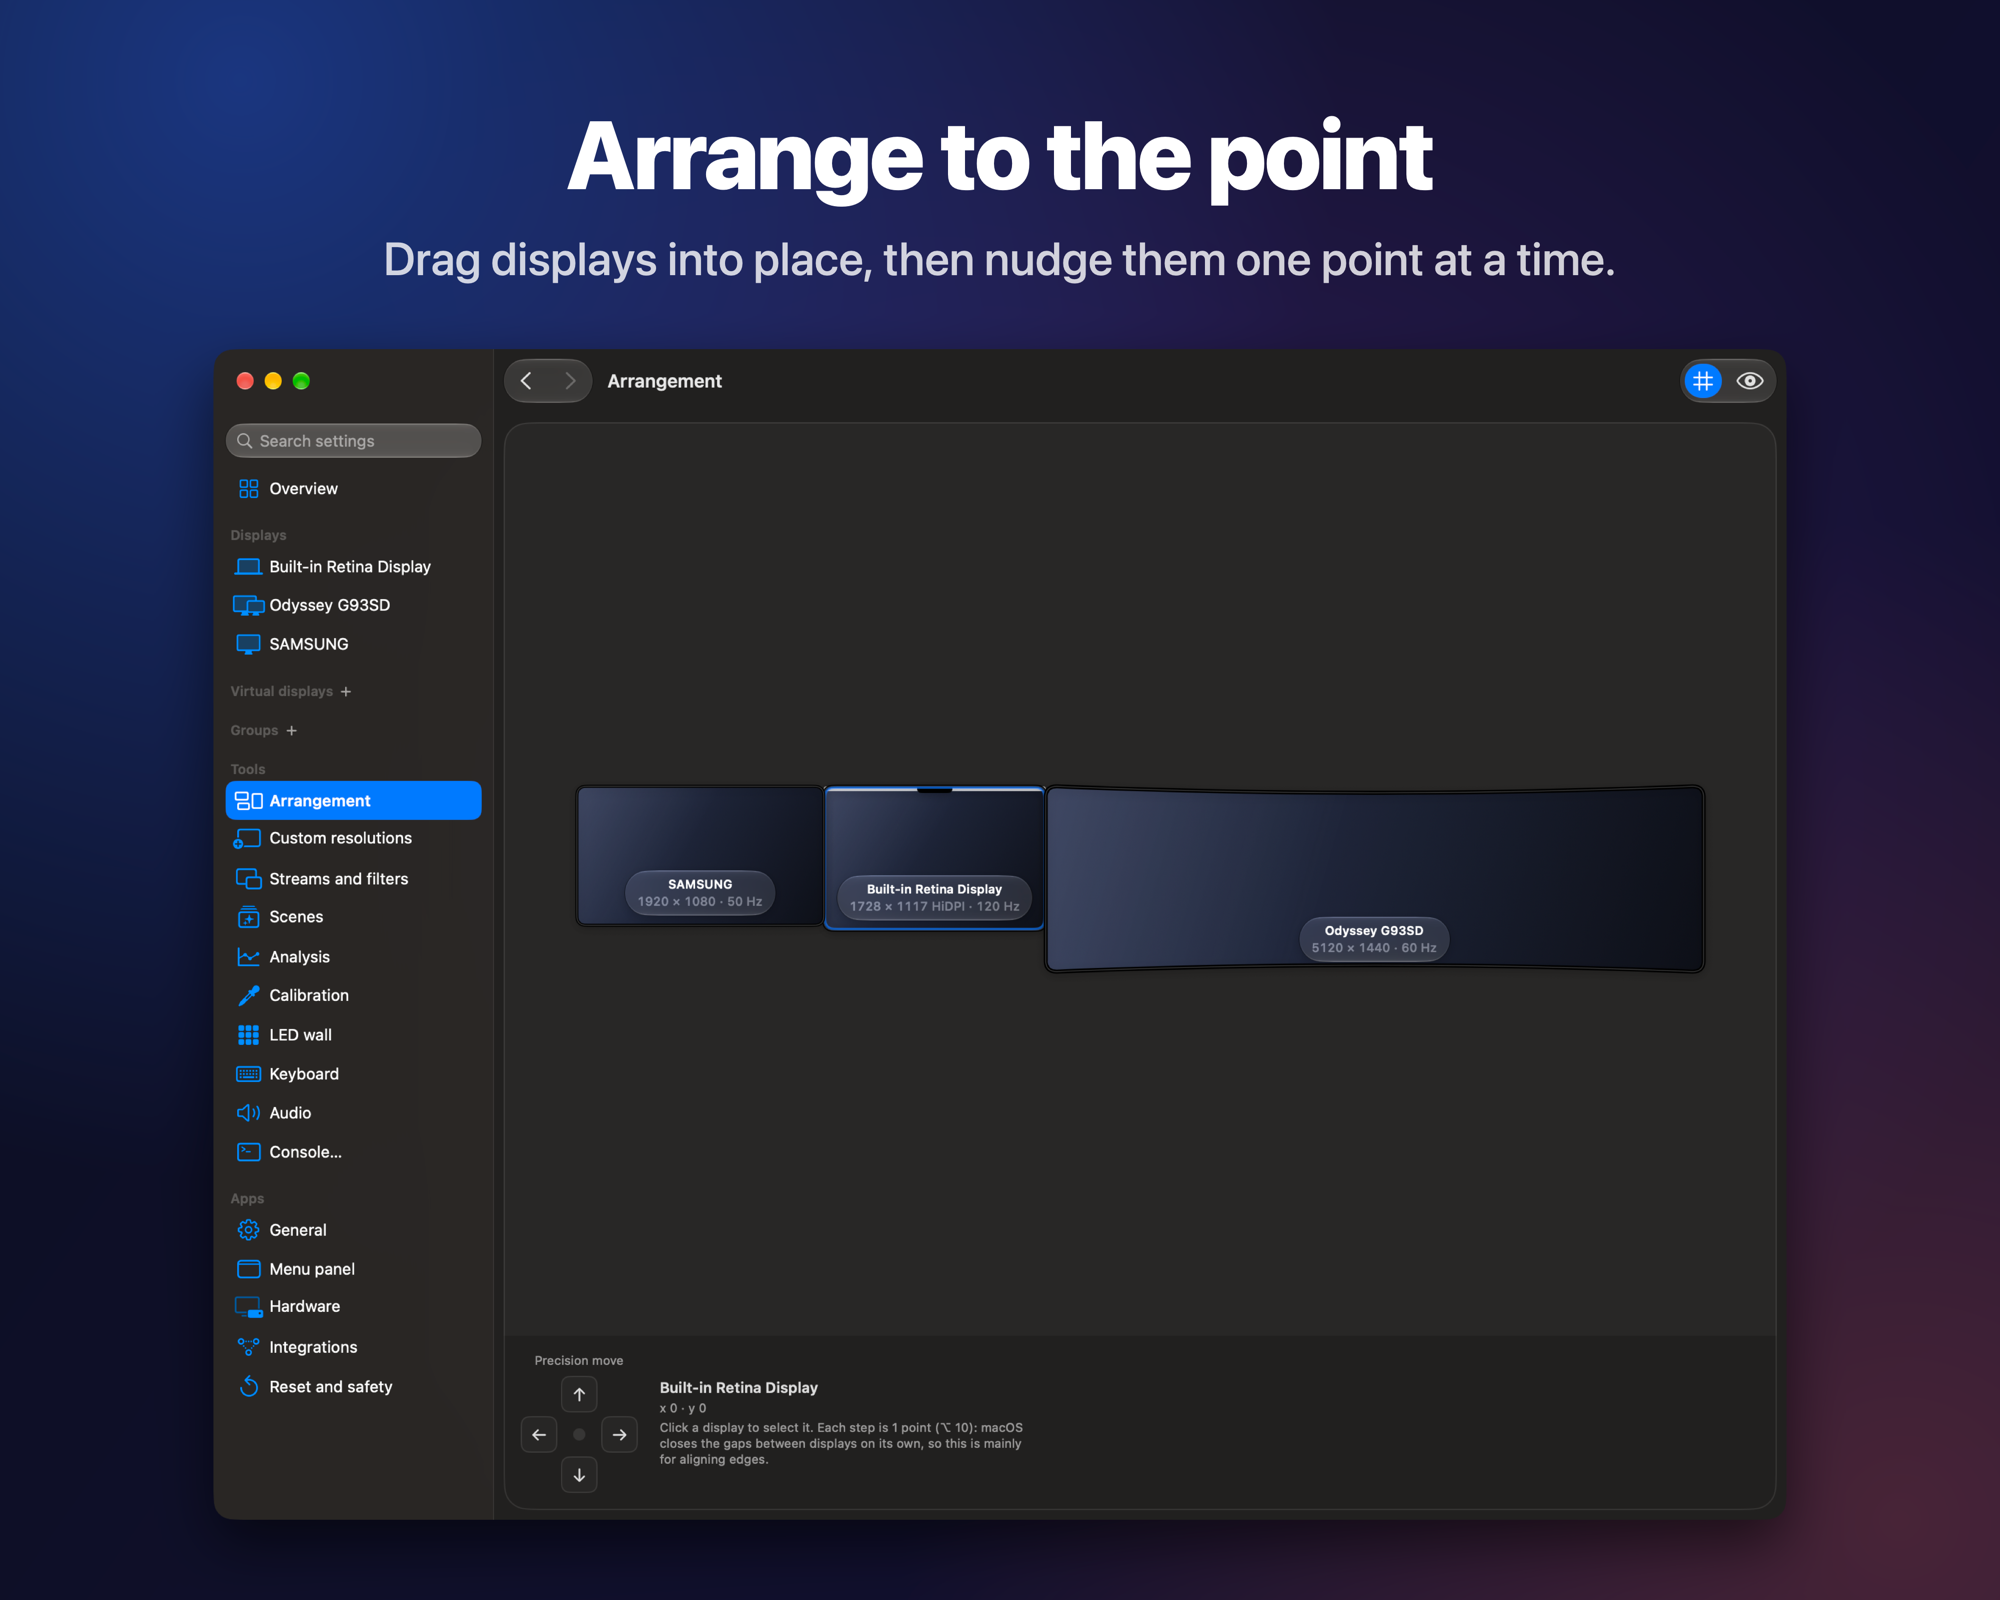 Arrange to the point
Drag displays into place, then nudge them one point at a time.
Arrangement
Search settings
Overview
Displays
Built-in Retina Display
Odyssey G93SD
SAMSUNG
Virtual displays +
Groups +
Tools
Arrangement
Custom resolutions
Streams and filters
Scenes
Analysis
Calibration
LED wall
Keyboard
Audio
Console...
Apps
General
Menu panel
Hardware
Integrations
Reset and safety
SAMSUNG
1920 × 1080 · 50 Hz
Built-in Retina Display
1728 × 1117 HiDPI · 120 Hz
Odyssey G93SD
5120 × 1440 · 60 Hz
Precision move
Built-in Retina Display
x 0 · y 0
Click a display to select it. Each step is 1 point (⌥ 10): macOS
closes the gaps between displays on its own, so this is mainly
for aligning edges.